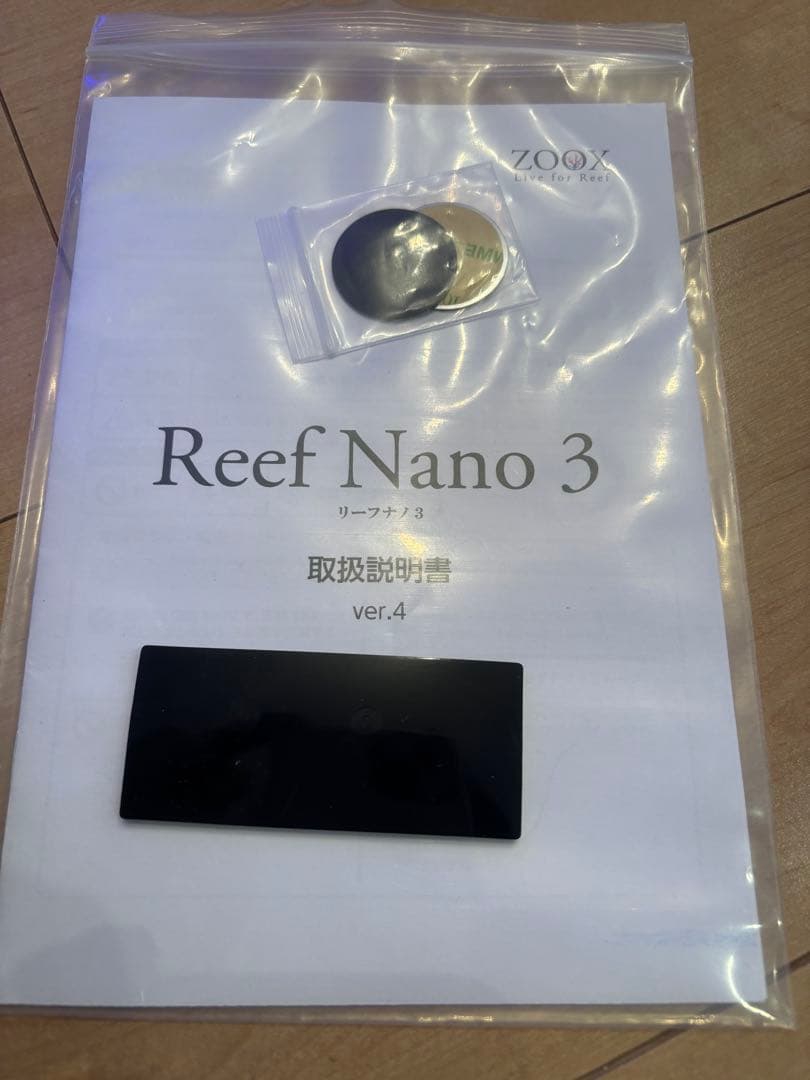 ZOOX
Live for Reef
Reef Nano 3
リーフナノ3
取扱説明書
ver.4